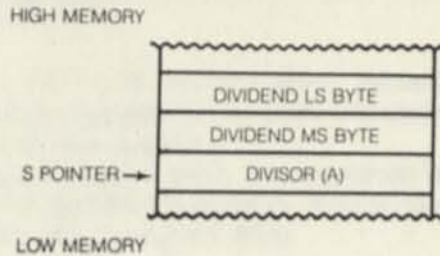 HIGH MEMORY
DIVIDEND LS BYTE
DIVIDEND MS BYTE
S POINTER → DIVISOR (A)
LOW MEMORY